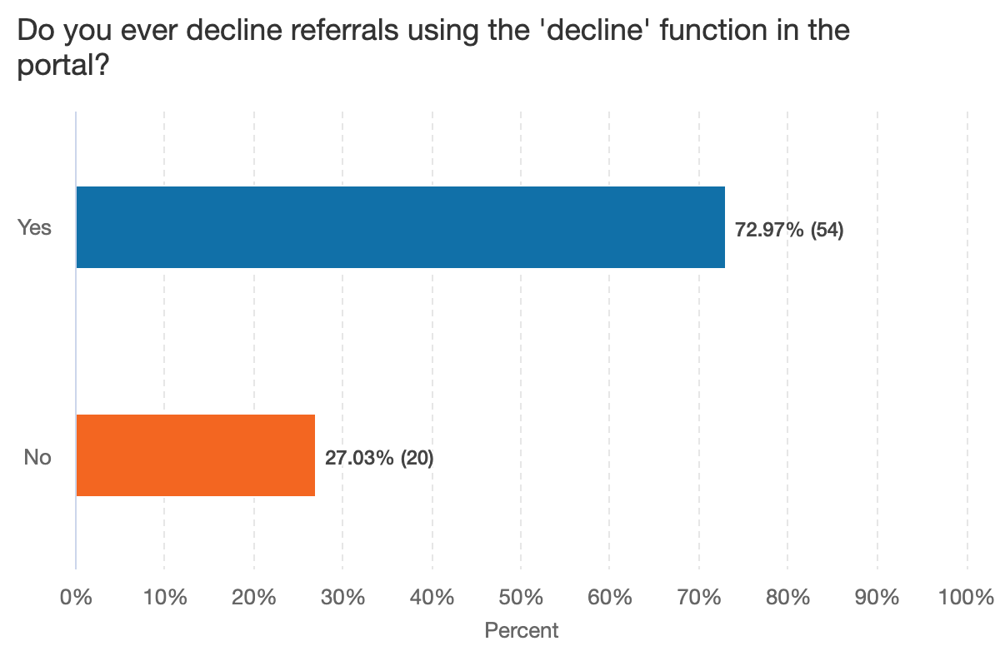 Do you ever decline referrals using the 'decline' function in the
portal?
Yes
72.97% (54)
No
27.03% (20)
0% 10% 20% 30% 40% 50% 60% 70% 80% 90% 100%
Percent